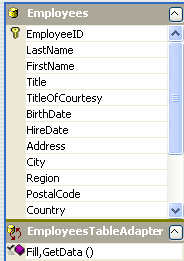 Employees
EmployeeID
LastName
FirstName
Title
TitleOfCourtesy
BirthDate
HireDate
Address
City
Region
PostalCode
Country
EmployeesTableAdapter
Fill,GetData ()